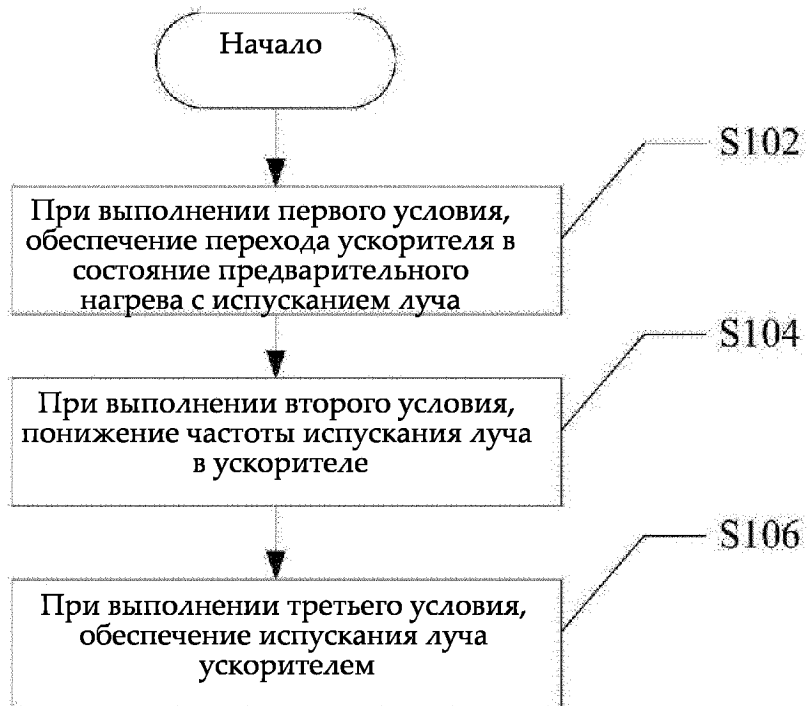 Начало
S102
При выполнении первого условия,
обеспечение перехода ускорителя в
состояние предварительного
нагрева с испусканием луча
S104
При выполнении второго условия,
понижение частоты испускания луча
в ускорителе
S106
При выполнении третьего условия,
обеспечение испускания луча
ускорителем